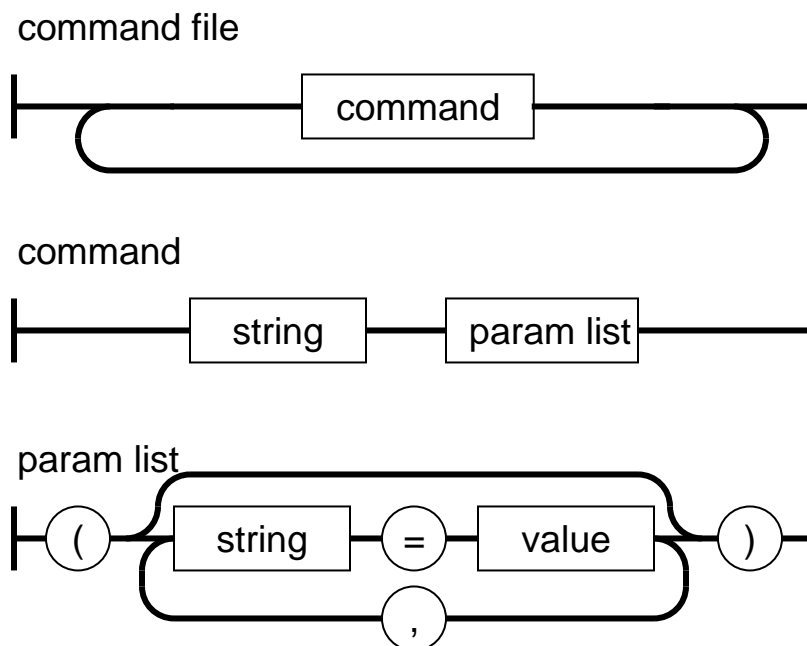 command file
command
command
string param list
param list
( string = value )
,